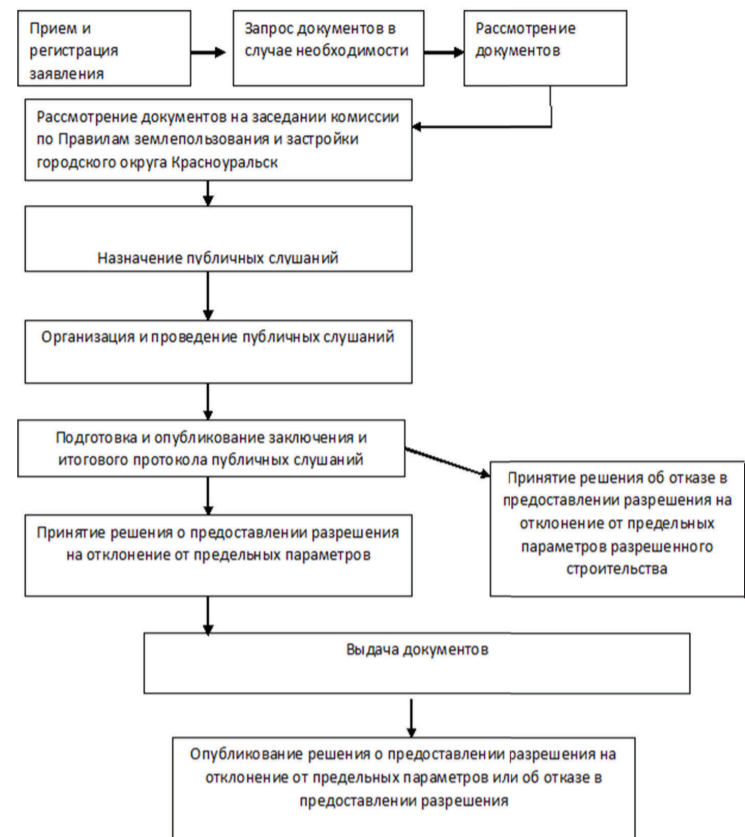 Прием и
регистрация
заявления
Запрос документов в
случае необходимости
Рассмотрение
документов
Рассмотрение документов на заседании комиссии
по Правилам землепользования и застройки
городского округа Красноуральск
Назначение публичных слушаний
Организация и проведение публичных слушаний
Подготовка и опубликование заключения и
итогового протокола публичных слушаний
Принятие решения об отказе в
предоставлении разрешения на
отклонение от предельных
параметров разрешенного
строительства
Принятие решения о предоставлении разрешения
на отклонение от предельных параметров
Выдача документов
Опубликование решения о предоставлении разрешения на
отклонение от предельных параметров или об отказе в
предоставлении разрешения